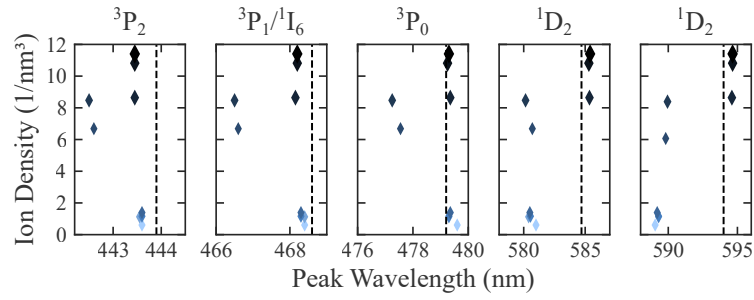 ³P₂ ³P₁/¹I₆ ³P₀ ¹D₂ ¹D₂
Ion Density (1/nm³)
12
10
8
6
4
2
0
443 444 466 468 476 478 480 580 585 590 595
Peak Wavelength (nm)